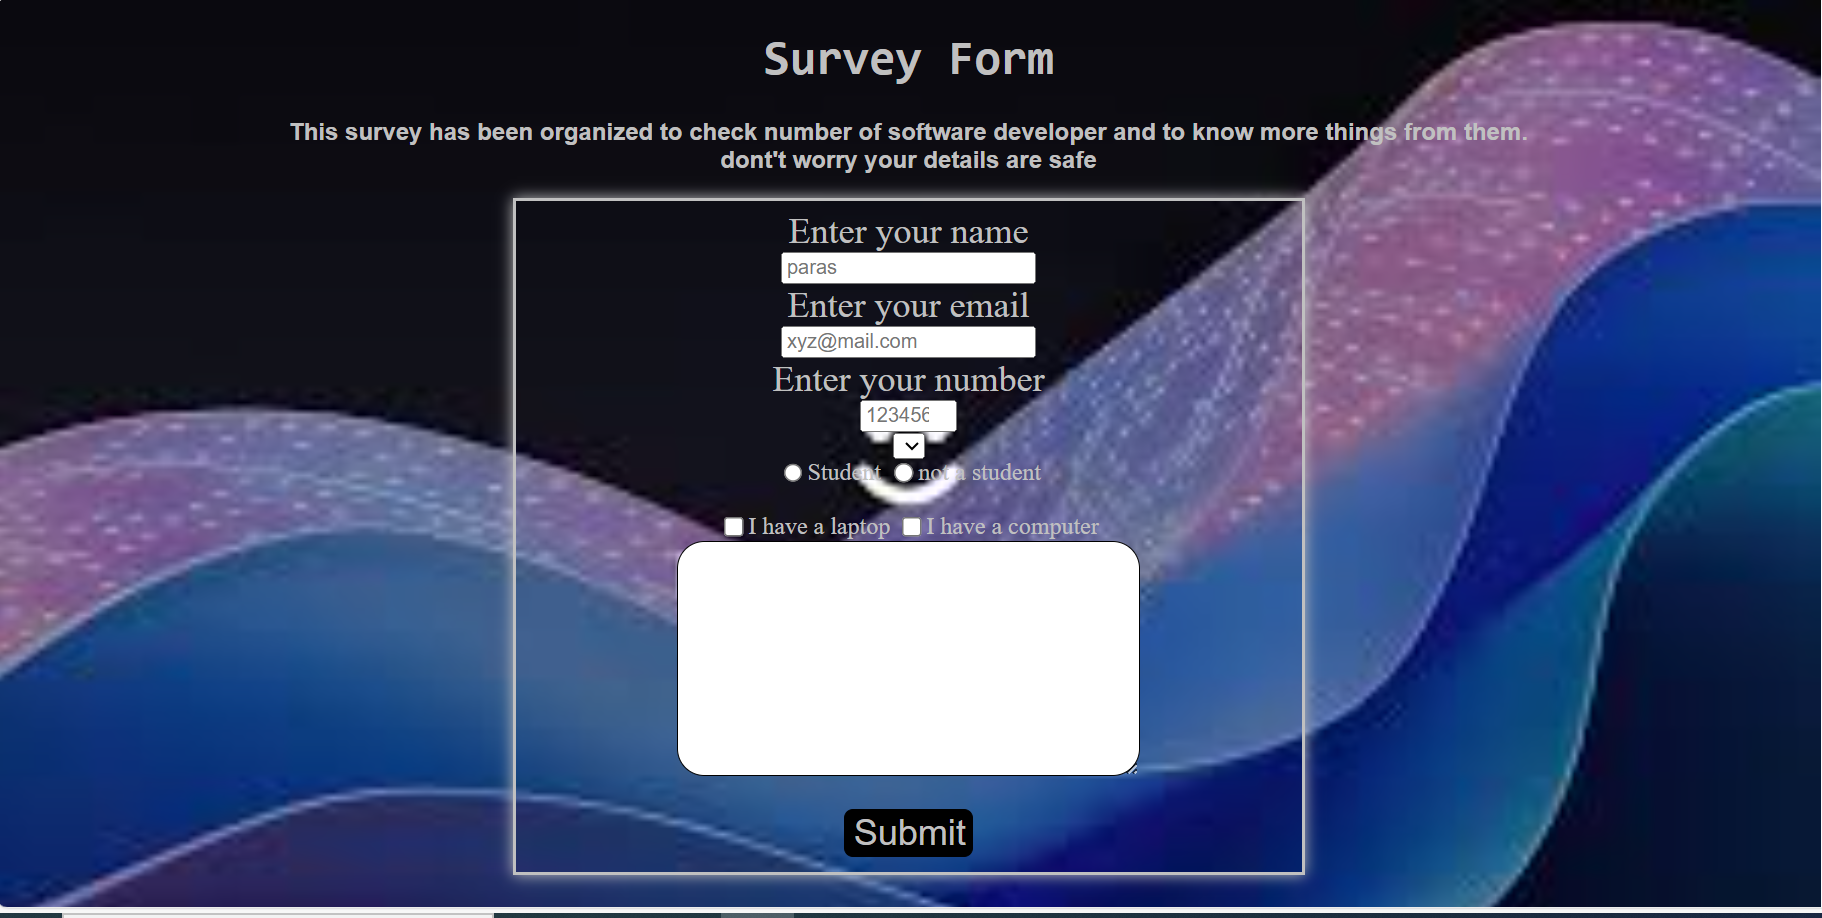 Survey Form
This survey has been organized to check number of software developer and to know more things from them.
dont't worry your details are safe
Enter your name
paras
Enter your email
xyz@mail.com
Enter your number
123456
Student not a student
I have a laptop I have a computer
Submit